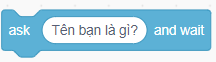 ask Tên bạn là gì? and wait